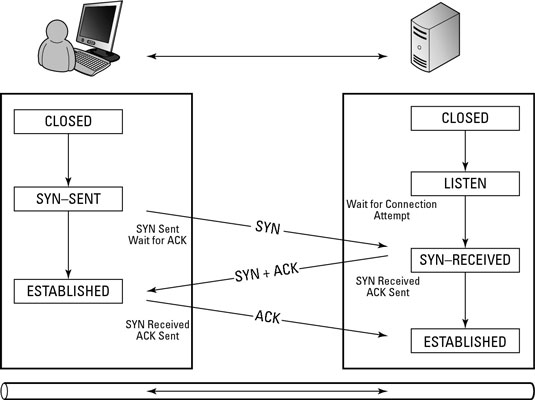 CLOSED
SYN–SENT
SYN Sent
Wait for ACK
ESTABLISHED
SYN Received
ACK Sent
SYN
SYN + ACK
ACK
CLOSED
LISTEN
Wait for Connection
Attempt
SYN–RECEIVED
SYN Received
ACK Sent
ESTABLISHED